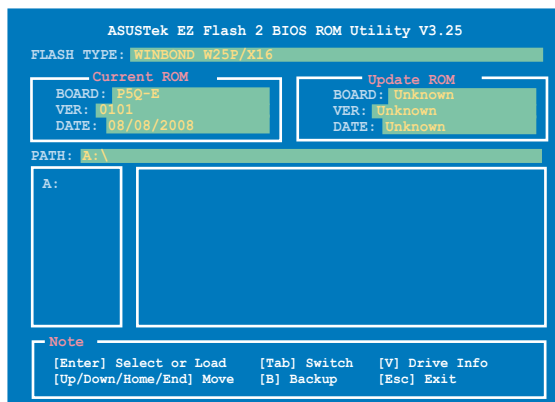 ASUSTek EZ Flash 2 BIOS ROM Utility V3.25
FLASH TYPE: WINBOND W25P/X16
Current ROM
BOARD: P5Q-E
VER: 0101
DATE: 08/08/2008
Update ROM
BOARD: Unknown
VER: Unknown
DATE: Unknown
PATH: A:\
A:
Note
[Enter] Select or Load [Tab] Switch [V] Drive Info
[Up/Down/Home/End] Move [B] Backup [Esc] Exit